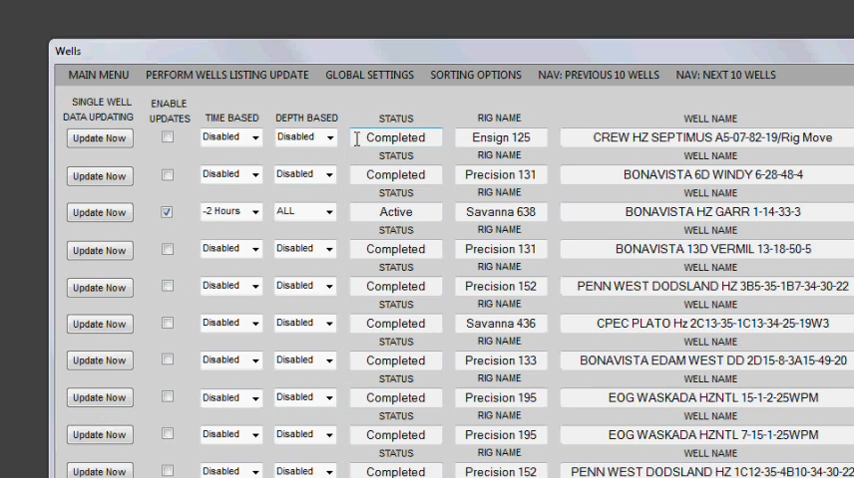 Wells
MAIN MENU PERFORM WELLS LISTING UPDATE GLOBAL SETTINGS SORTING OPTIONS NAV: PREVIOUS 10 WELLS NAV: NEXT 10 WELLS
SINGLE WELL DATA UPDATING ENABLE UPDATES TIME BASED DEPTH BASED STATUS RIG NAME WELL NAME
Update Now Disabled Disabled Completed Ensign 125 CREW HZ SEPTIMUS A5-07-82-19/Rig Move
STATUS RIG NAME WELL NAME
Update Now Disabled Disabled Completed Precision 131 BONAVISTA 6D WINDY 6-28-48-4
STATUS RIG NAME WELL NAME
Update Now ~2 Hours ALL Active Savanna 638 BONAVISTA HZ GARR 1-14-33-3
STATUS RIG NAME WELL NAME
Update Now Disabled Disabled Completed Precision 131 BONAVISTA 13D VERMIL 13-18-50-5
STATUS RIG NAME WELL NAME
Update Now Disabled Disabled Completed Precision 152 PENN WEST DODSLAND HZ 3B5-35-1B7-34-30-22
STATUS RIG NAME WELL NAME
Update Now Disabled Disabled Completed Savanna 436 CPEC PLATO Hz 2C13-35-1C13-34-25-19W3
STATUS RIG NAME WELL NAME
Update Now Disabled Disabled Completed Precision 133 BONAVISTA EDAM WEST DD 2D15-8-3A15-49-20
STATUS RIG NAME WELL NAME
Update Now Disabled Disabled Completed Precision 195 EOG WASKADA HZNTL 15-1-2-25WPM
STATUS RIG NAME WELL NAME
Update Now Disabled Disabled Completed Precision 195 EOG WASKADA HZNTL 7-15-1-25WPM
STATUS RIG NAME WELL NAME
Update Now Disabled Disabled Completed Precision 152 PENN WEST DODSLAND HZ 1C12-35-4B10-34-30-22